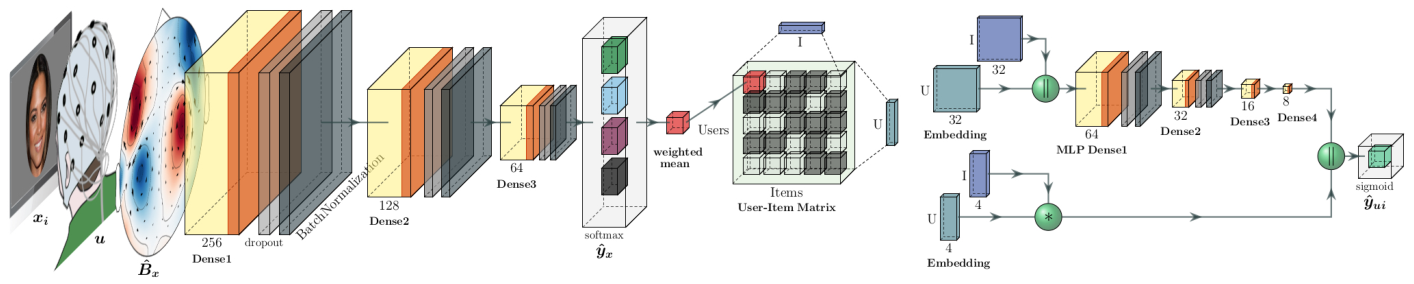 x_i
u
B̂_x
256
Dense1
dropout
BatchNormalization
128
Dense2
64
Dense3
softmax
ŷ_x
weighted
mean
Users
I
U
Items
User-Item Matrix
I
32
U
32
Embedding
||
64
MLP Dense1
32
Dense2
16
Dense3
8
Dense4
I
4
U
4
Embedding
*
||
sigmoid
ŷ_ui